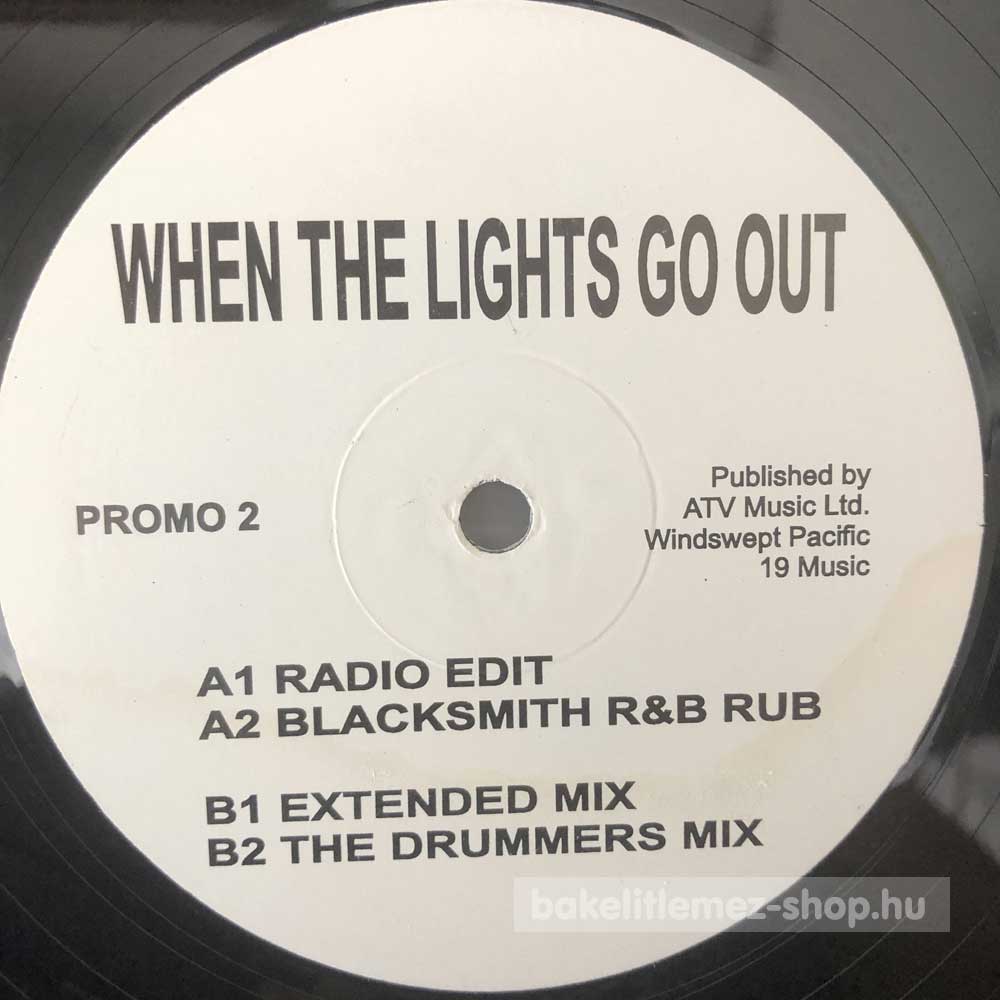 WHEN THE LIGHTS GO OUT
PROMO 2
Published by
ATV Music Ltd.
Windswept Pacific
19 Music
A1 RADIO EDIT
A2 BLACKSMITH R&B RUB
B1 EXTENDED MIX
B2 THE DRUMMERS MIX
bakelitlemez-shop.hu